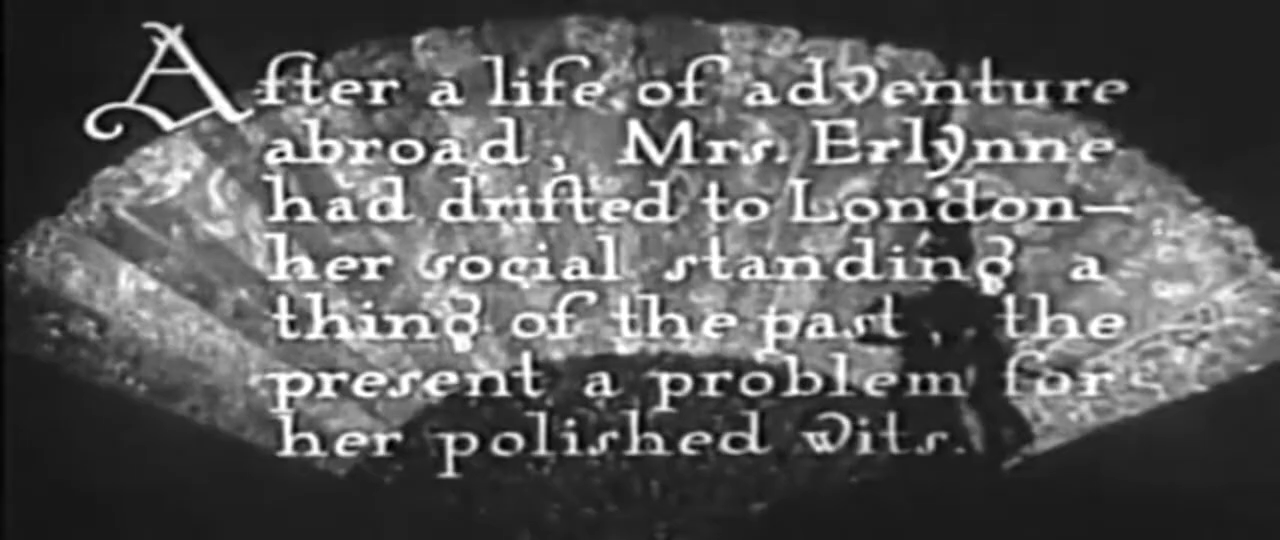 After a life of adventure
abroad, Mrs. Erlynne
had drifted to London—
her social standing a
thing of the past, the
present a problem for
her polished wits.